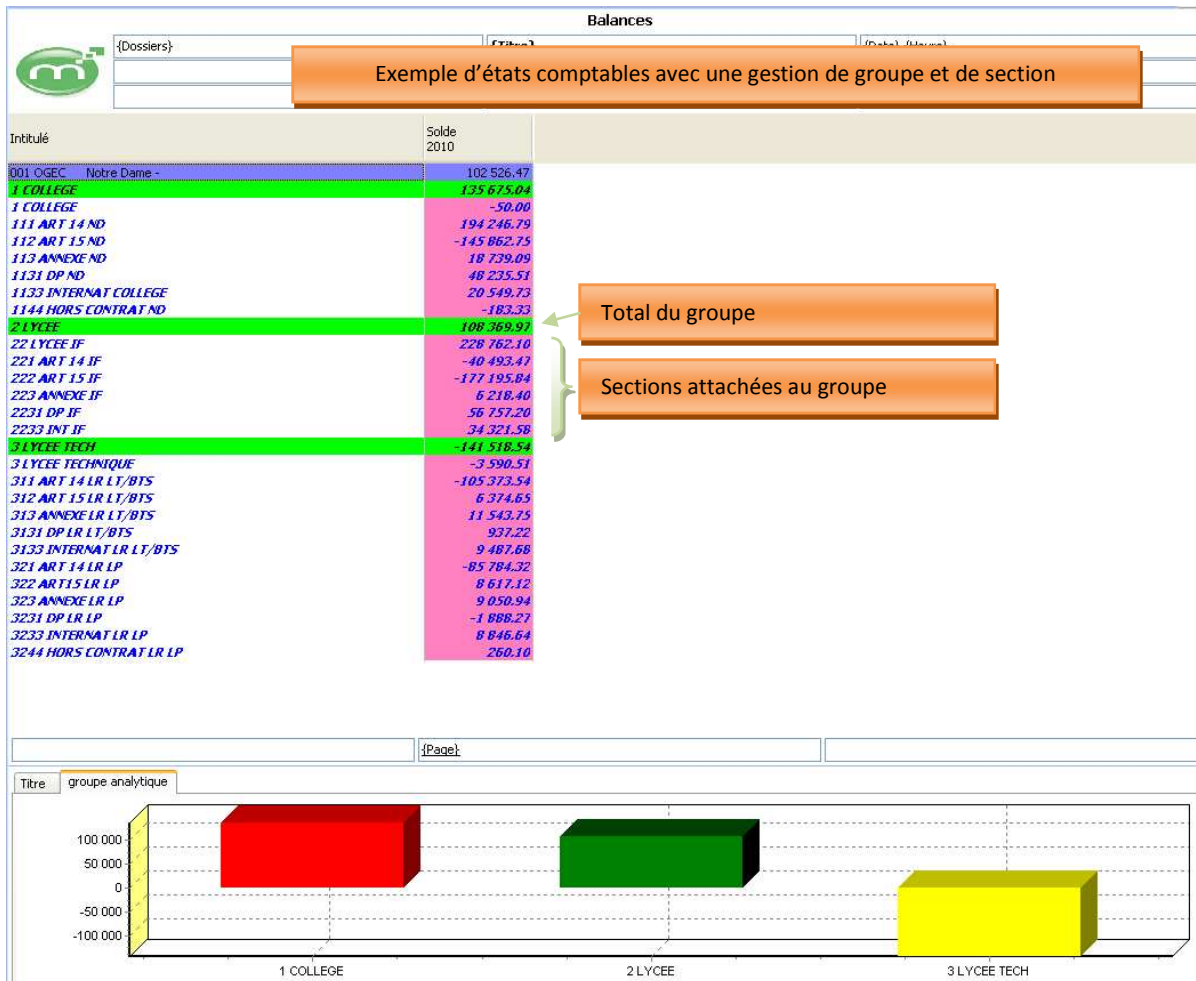 Balances
{Dossiers}
Exemple d'états comptables avec une gestion de groupe et de section
Intitulé
Solde
2010
001 OGEC Notre Dame - 102 526.47
1 COLLEGE 135 675.04
1 COLLEGE -50.00
111 ART 14 ND 194 246.79
112 ART 15 ND -145 862.75
113 ANNEXE ND 18 739.09
1131 DP ND 48 235.51
1133 INTERNAT COLLEGE 20 549.73
1144 HORS CONTRAT ND -183.33
2 LYCEE 108 369.97
Total du groupe
22 LYCEE IF 228 762.10
221 ART 14 IF -40 493.47
222 ART 15 IF -177 195.84
Sections attachées au groupe
223 ANNEXE IF 6 218.40
2231 DP IF 56 757.20
2233 INT IF 34 321.58
3 LYCEE TECH -141 518.54
3 LYCEE TECHNIQUE -3 590.51
311 ART 14 LR LT/BTS -105 373.54
312 ART 15 LR LT/BTS 6 374.65
313 ANNEXE LR LT/BTS 11 543.75
3131 DP LR LT/BTS 937.22
3133 INTERNAT LR LT/BTS 9 487.68
321 ART 14 LR LP -85 784.32
322 ART15 LR LP 8 617.12
323 ANNEXE LR LP 9 050.94
3231 DP LR LP -1 888.27
3233 INTERNAT LR LP 8 846.64
3244 HORS CONTRAT LR LP 260.10
{Page}
Titre groupe analytique
100 000
50 000
0
-50 000
-100 000
1 COLLEGE 2 LYCEE 3 LYCEE TECH